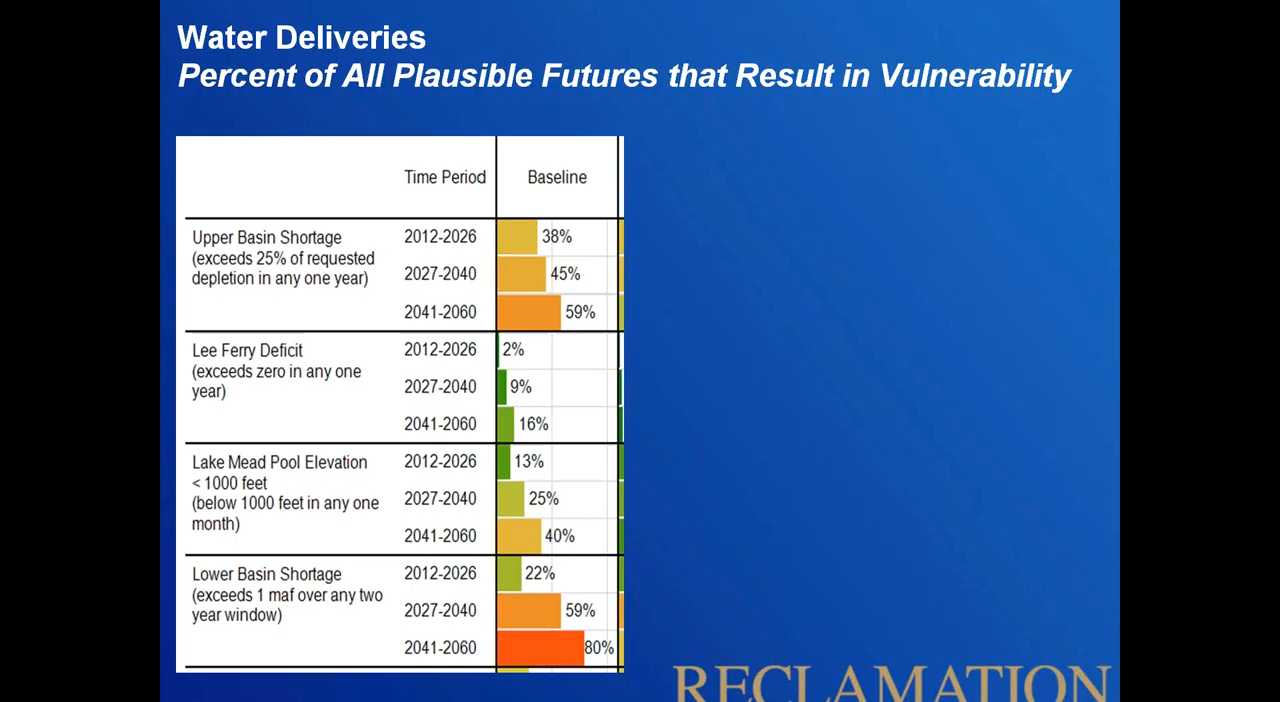 Water Deliveries
Percent of All Plausible Futures that Result in Vulnerability
Time Period Baseline
Upper Basin Shortage
(exceeds 25% of requested
depletion in any one year)
2012-2026 38%
2027-2040 45%
2041-2060 59%
Lee Ferry Deficit
(exceeds zero in any one
year)
2012-2026 2%
2027-2040 9%
2041-2060 16%
Lake Mead Pool Elevation
< 1000 feet
(below 1000 feet in any one
month)
2012-2026 13%
2027-2040 25%
2041-2060 40%
Lower Basin Shortage
(exceeds 1 maf over any two
year window)
2012-2026 22%
2027-2040 59%
2041-2060 80%
RECLAMATION